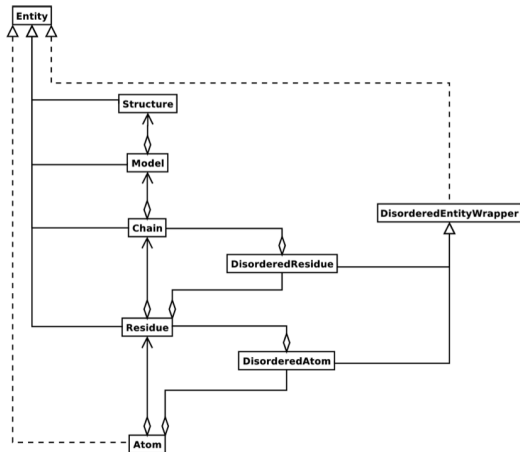 Entity
Structure
Model
Chain
DisorderedEntityWrapper
DisorderedResidue
Residue
DisorderedAtom
Atom